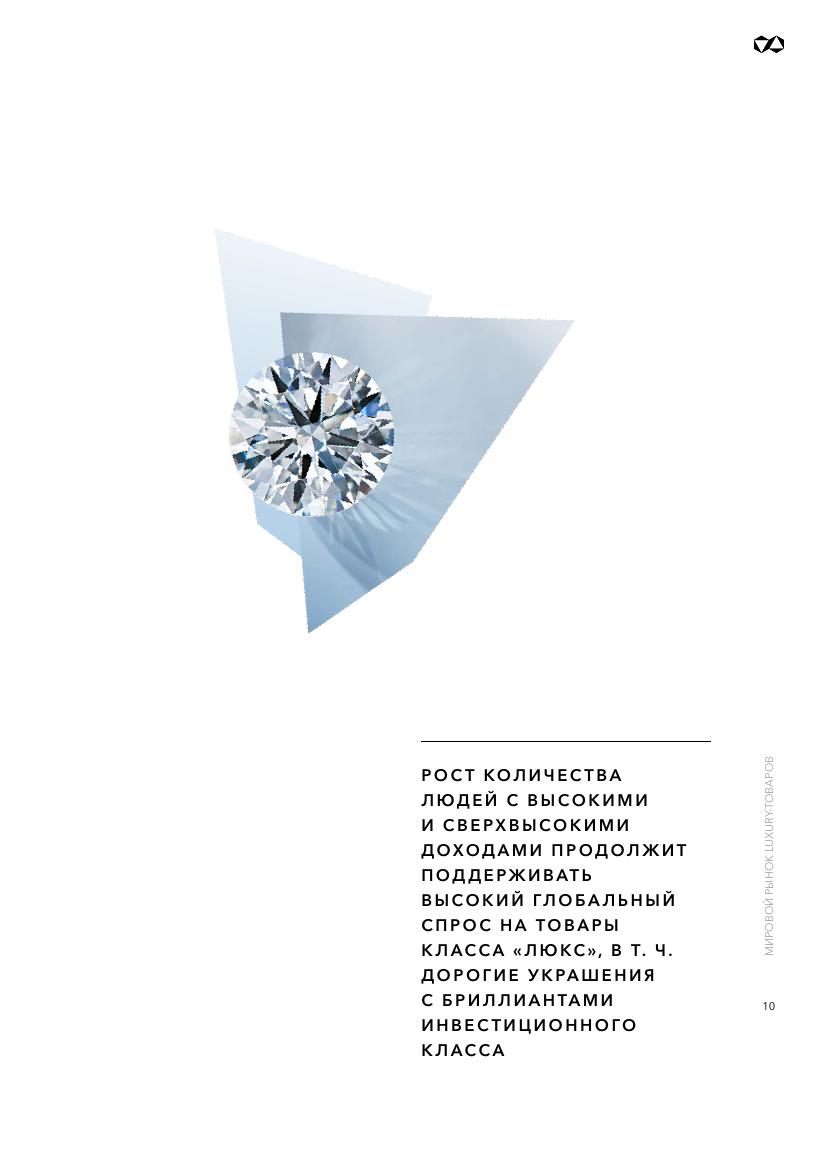 РОСТ КОЛИЧЕСТВА
ЛЮДЕЙ С ВЫСОКИМИ
И СВЕРХВЫСОКИМИ
ДОХОДАМИ ПРОДОЛЖИТ
ПОДДЕРЖИВАТЬ
ВЫСОКИЙ ГЛОБАЛЬНЫЙ
СПРОС НА ТОВАРЫ
КЛАССА «ЛЮКС», В Т. Ч.
ДОРОГИЕ УКРАШЕНИЯ
С БРИЛЛИАНТАМИ
ИНВЕСТИЦИОННОГО
КЛАССА
МИРОВОЙ РЫНОК LUXURY-ТОВАРОВ
10